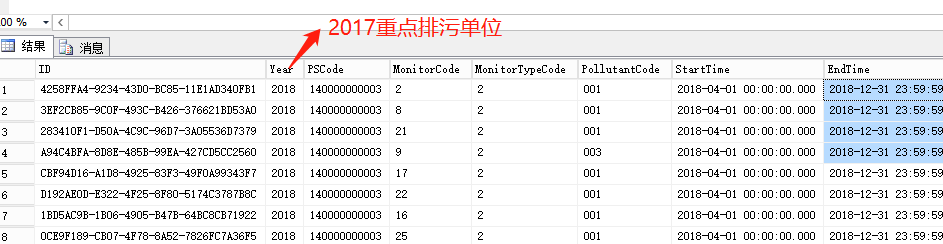 00 %
2017重点排污单位
结果 消息
ID Year PSCode MonitorCode MonitorTypeCode PollutantCode StartTime EndTime
1 4258FFA4-9234-43D0-BC85-11E1AD340FB1 2018 140000000003 2 2 001 2018-04-01 00:00:00.000 2018-12-31 23:59:59
2 3EF2CB85-9C0F-493C-B426-376621BD53A0 2018 140000000003 8 2 001 2018-04-01 00:00:00.000 2018-12-31 23:59:59
3 283410F1-D50A-4C9C-96D7-3A05536D7379 2018 140000000003 21 2 001 2018-04-01 00:00:00.000 2018-12-31 23:59:59
4 A94C4BFA-8D8E-485B-99EA-427CD5CC2560 2018 140000000003 9 2 003 2018-04-01 00:00:00.000 2018-12-31 23:59:59
5 CBF94D16-A1D8-4925-83F3-49F0A99343F7 2018 140000000003 17 2 001 2018-04-01 00:00:00.000 2018-12-31 23:59:59
6 D192AE0D-E322-4F25-8F80-5174C3787B8C 2018 140000000003 22 2 001 2018-04-01 00:00:00.000 2018-12-31 23:59:59
7 1BD5AC9B-1B06-4905-B47B-64BC8CB71922 2018 140000000003 16 2 001 2018-04-01 00:00:00.000 2018-12-31 23:59:59
8 0CE9F189-CB07-4F78-8A52-7826FC7A36F5 2018 140000000003 25 2 001 2018-04-01 00:00:00.000 2018-12-31 23:59:59